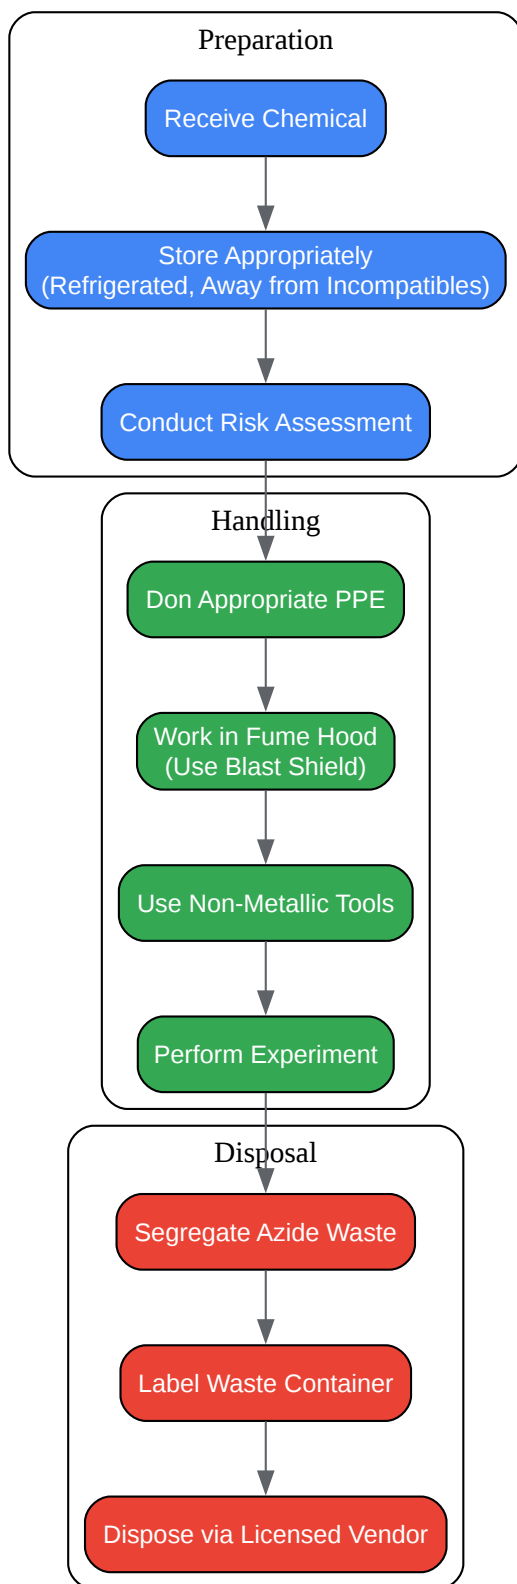 Preparation
Receive Chemical
Store Appropriately
(Refrigerated, Away from Incompatibles)
Conduct Risk Assessment
Handling
Don Appropriate PPE
Work in Fume Hood
(Use Blast Shield)
Use Non-Metallic Tools
Perform Experiment
Disposal
Segregate Azide Waste
Label Waste Container
Dispose via Licensed Vendor